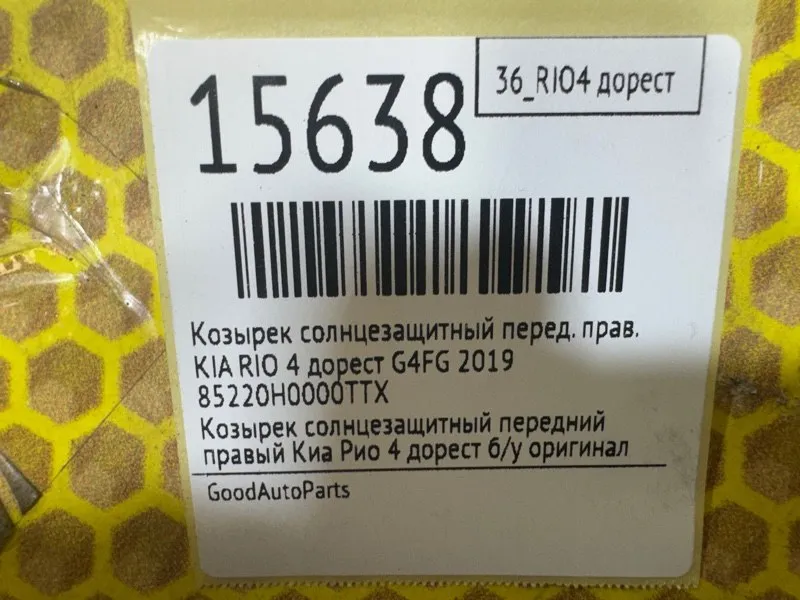 15638
36_RIO4 дорест
Козырек солнцезащитный перед. прав.
KIA RIO 4 дорест G4FG 2019
85220H0000TTX
Козырек солнцезащитный передний
правый Киа Рио 4 дорест б/у оригинал
GoodAutoParts